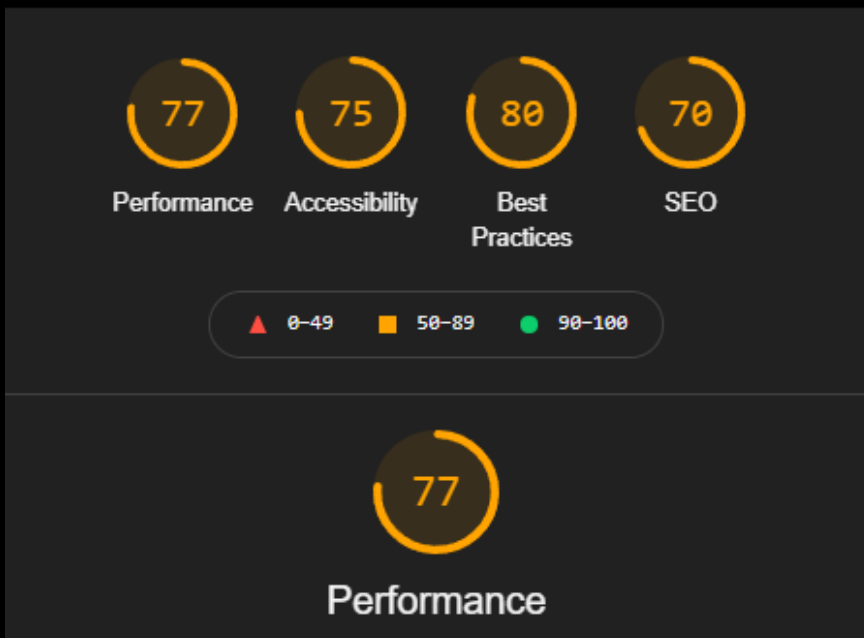 77 75 80 70
Performance Accessibility Best Practices SEO
0–49 50–89 90–100
77
Performance